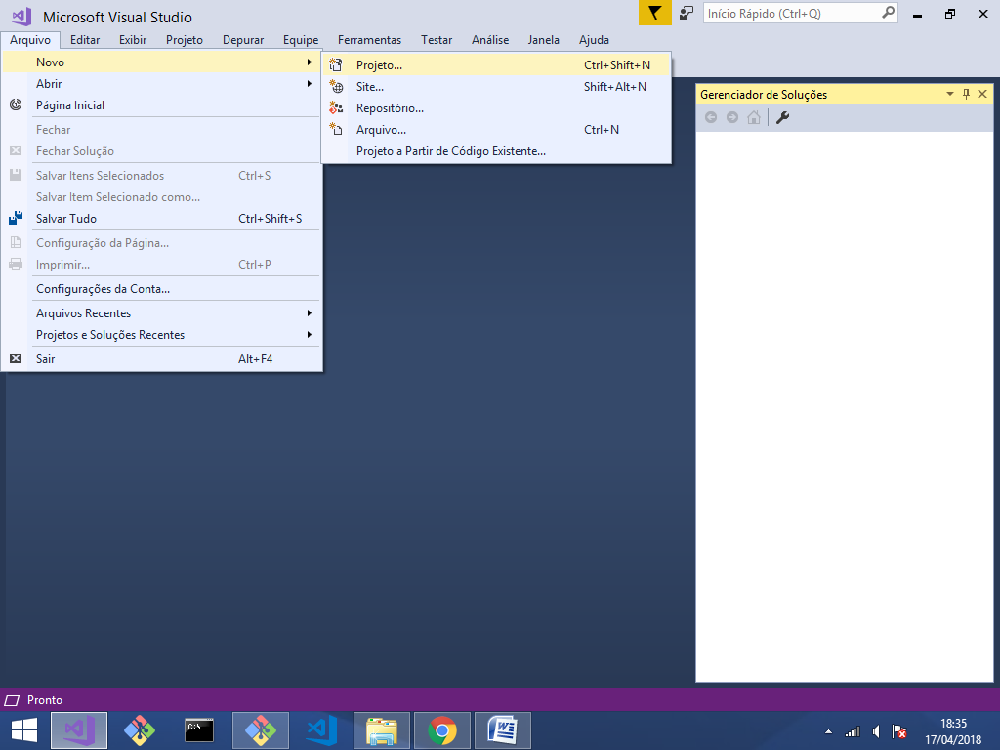 Microsoft Visual Studio
Início Rápido (Ctrl+Q)
Arquivo Editar Exibir Projeto Depurar Equipe Ferramentas Testar Análise Janela Ajuda
Novo
Abrir
Página Inicial
Fechar
Fechar Solução
Salvar Itens Selecionados Ctrl+S
Salvar Item Selecionado como...
Salvar Tudo Ctrl+Shift+S
Configuração da Página...
Imprimir... Ctrl+P
Configurações da Conta...
Arquivos Recentes
Projetos e Soluções Recentes
Sair Alt+F4
Projeto... Ctrl+Shift+N
Site... Shift+Alt+N
Repositório...
Arquivo... Ctrl+N
Projeto a Partir de Código Existente...
Gerenciador de Soluções
Pronto
C:\.
18:35
17/04/2018